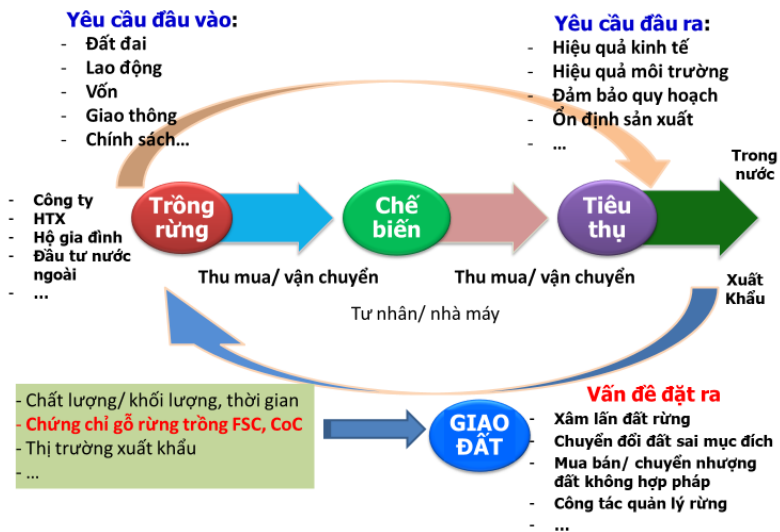 Yêu cầu đầu vào:
- Đất đai
- Lao động
- Vốn
- Giao thông
- Chính sách...
Yêu cầu đầu ra:
- Hiệu quả kinh tế
- Hiệu quả môi trường
- Đảm bảo quy hoạch
- Ổn định sản xuất
- ...
- Công ty
- HTX
- Hộ gia đình
- Đầu tư nước
ngoài
- ...
Trồng
rừng
Chế
biến
Tiêu
thụ
Trong
nước
Xuất
Khẩu
Thu mua/ vận chuyển
Thu mua/ vận chuyển
Tư nhân/ nhà máy
- Chất lượng/ khối lượng, thời gian
- Chứng chỉ gỗ rừng trồng FSC, CoC
- Thị trường xuất khẩu
- ...
GIAO
ĐẤT
Vấn đề đặt ra
- Xâm lấn đất rừng
- Chuyển đổi đất sai mục đích
- Mua bán/ chuyển nhượng
đất không hợp pháp
- Công tác quản lý rừng
- ...